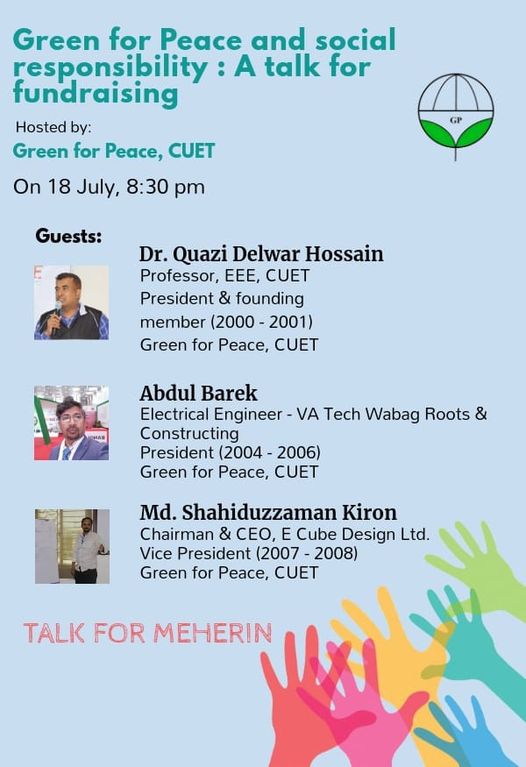 Green for Peace and social
responsibility : A talk for
fundraising
GP
Hosted by:
Green for Peace, CUET
On 18 July, 8:30 pm
Guests:
Dr. Quazi Delwar Hossain
Professor, EEE, CUET
President & founding
member (2000 - 2001)
Green for Peace, CUET
Abdul Barek
Electrical Engineer - VA Tech Wabag Roots &
Constructing
President (2004 - 2006)
Green for Peace, CUET
Md. Shahiduzzaman Kiron
Chairman & CEO, E Cube Design Ltd.
Vice President (2007 - 2008)
Green for Peace, CUET
TALK FOR MEHERIN